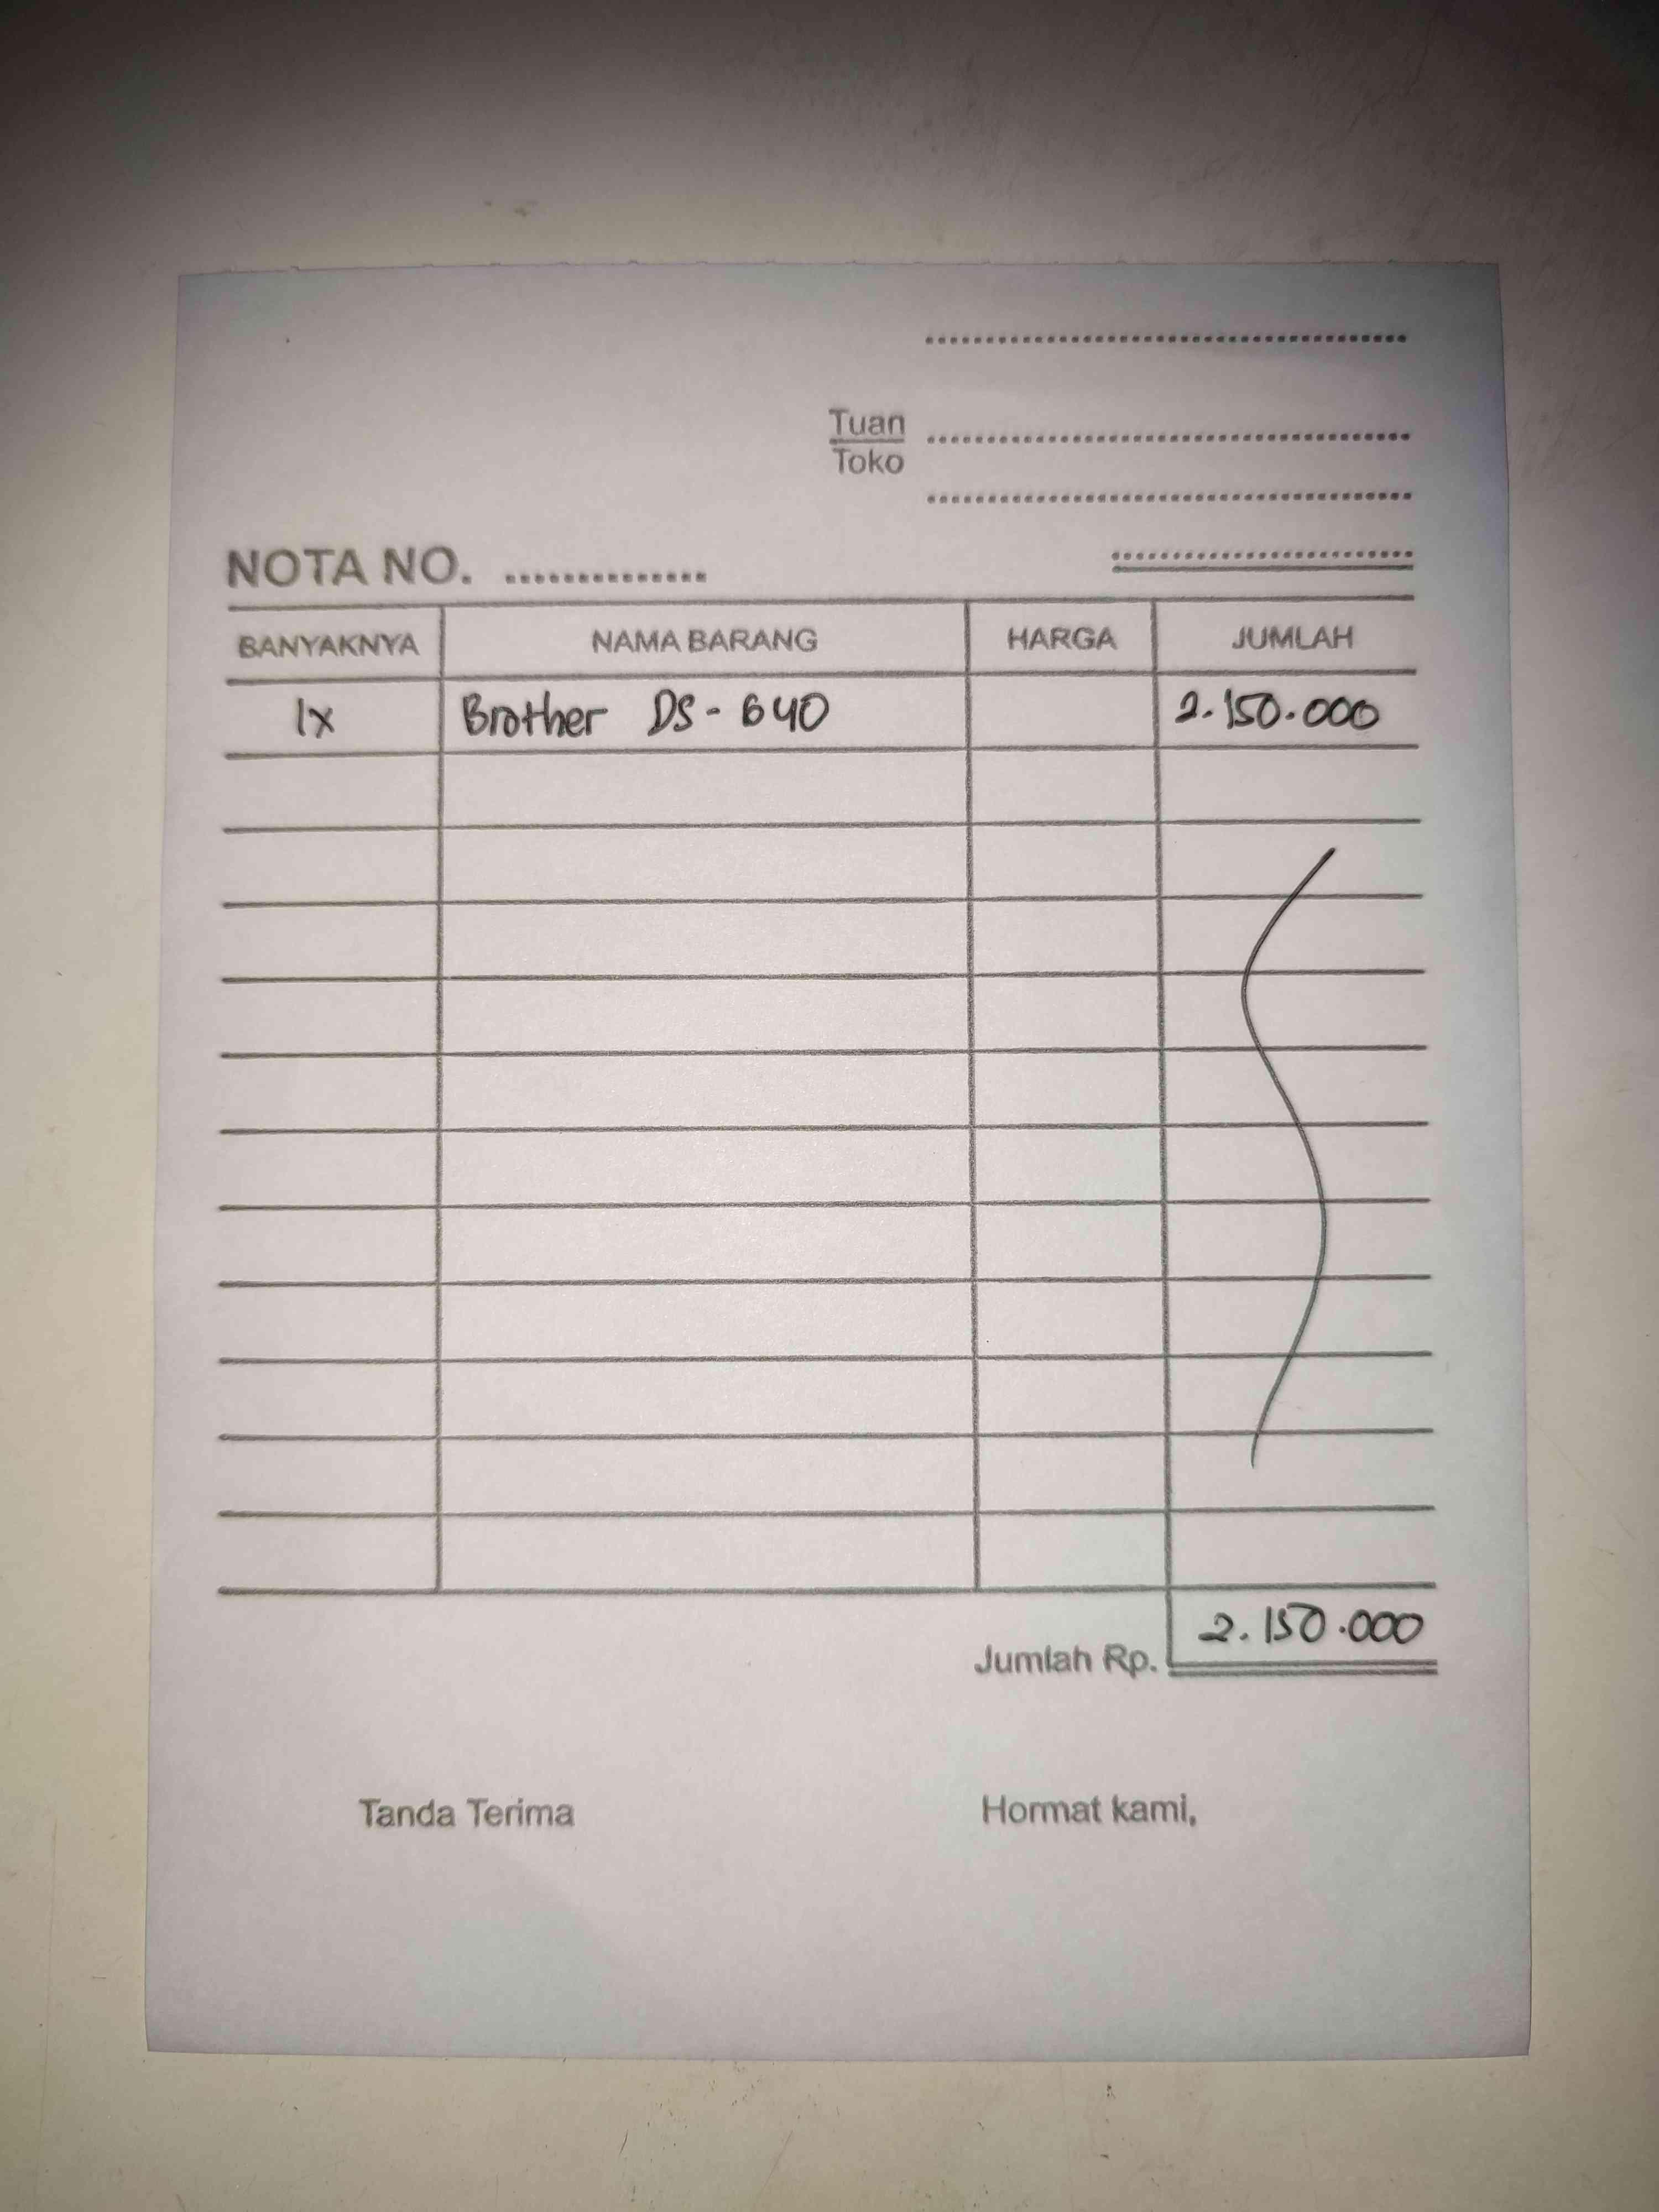 Tuan
Toko
NOTA NO. ..............
BANYAKNYA NAMA BARANG HARGA JUMLAH
1x Brother DS-640 2.150.000
Jumlah Rp. 2.150.000
Tanda Terima Hormat kami,